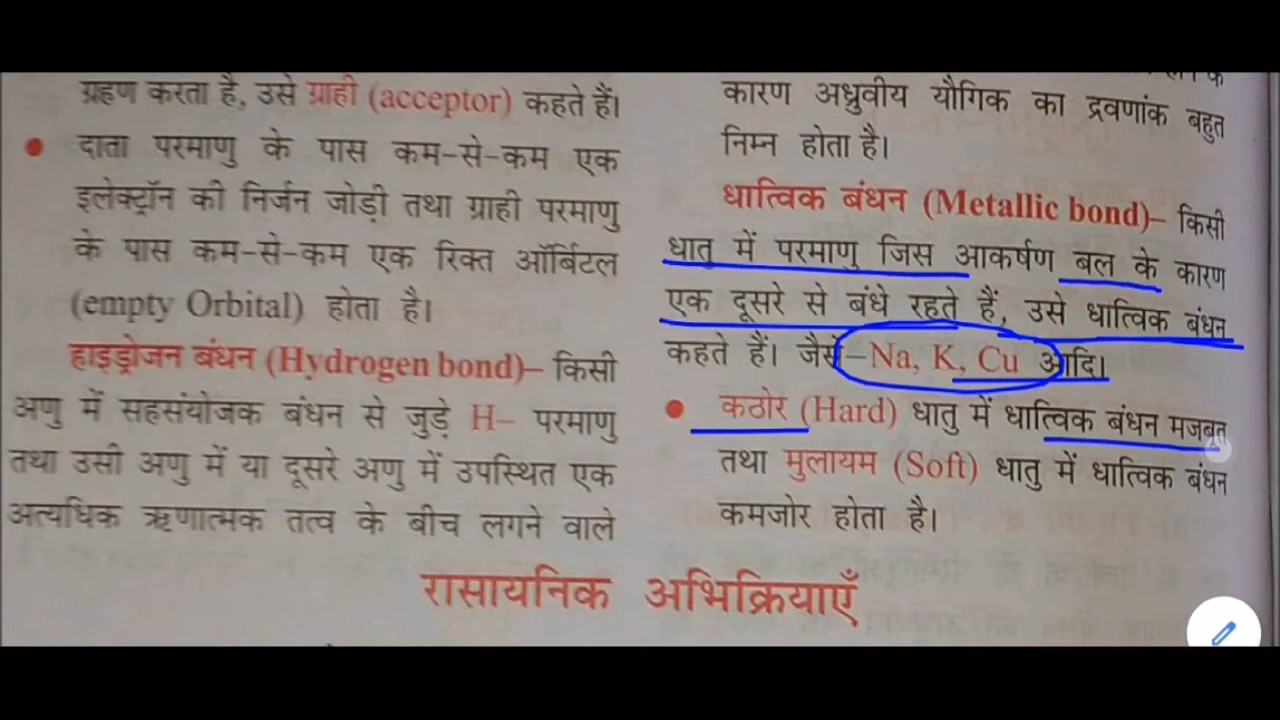 ग्रहण करता है, उसे ग्राही (acceptor) कहते हैं।
दाता परमाणु के पास कम-से-कम एक
इलेक्ट्रॉन की निर्जन जोड़ी तथा ग्राही परमाणु
के पास कम-से-कम एक रिक्त ऑर्बिटल
(empty Orbital) होता है।
हाइड्रोजन बंधन (Hydrogen bond)– किसी
अणु में सहसंयोजक बंधन से जुड़े H– परमाणु
तथा उसी अणु में या दूसरे अणु में उपस्थित एक
अत्यधिक ऋणात्मक तत्व के बीच लगने वाले
कारण अध्रुवीय यौगिक का द्रवणांक बहुत
निम्न होता है।
धात्विक बंधन (Metallic bond)– किसी
धातु में परमाणु जिस आकर्षण बल के कारण
एक दूसरे से बंधे रहते हैं, उसे धात्विक बंधन
कहते हैं। जैसे–Na, K, Cu आदि।
कठोर (Hard) धातु में धात्विक बंधन मजबूत
तथा मुलायम (Soft) धातु में धात्विक बंधन
कमजोर होता है।
रासायनिक अभिक्रियाएँ